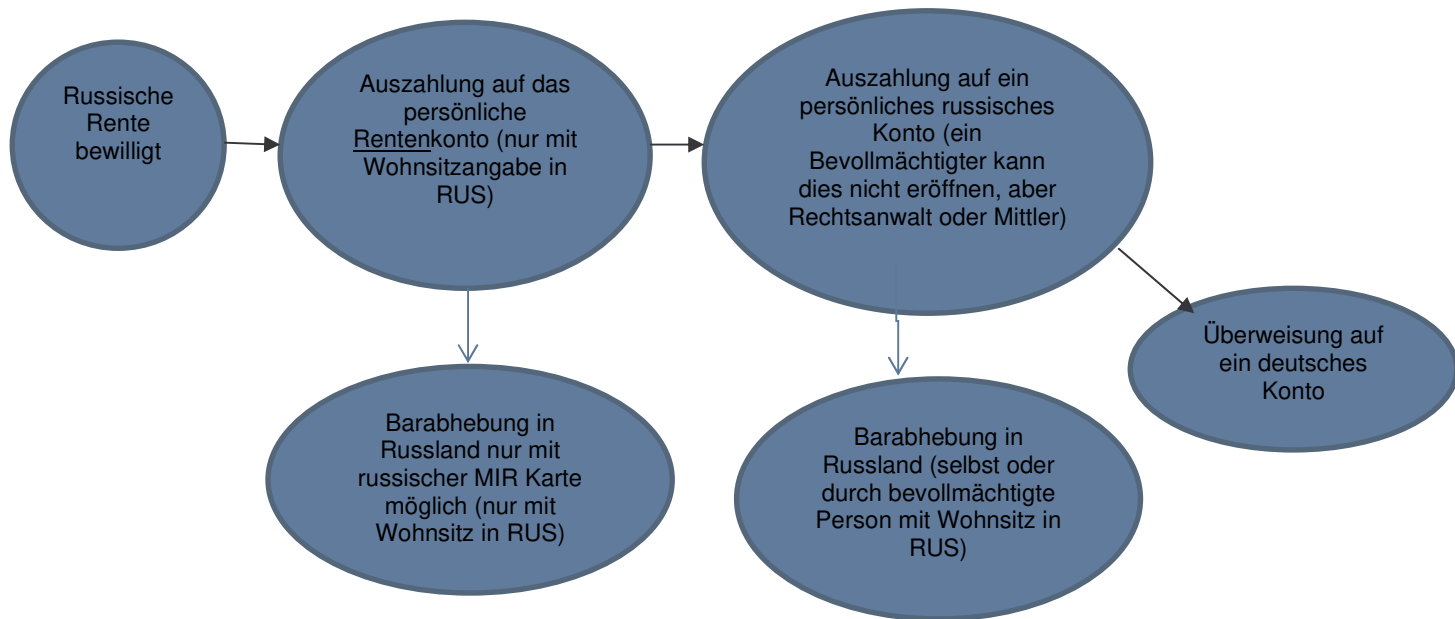 Russische
Rente
bewilligt
Auszahlung auf das
persönliche
Rentenkonto (nur mit
Wohnsitzangabe in
RUS)
Auszahlung auf ein
persönliches russisches
Konto (ein
Bevollmächtigter kann
dies nicht eröffnen, aber
Rechtsanwalt oder Mittler)
Überweisung auf
ein deutsches
Konto
Barabhebung in
Russland nur mit
russischer MIR Karte
möglich (nur mit
Wohnsitz in RUS)
Barabhebung in
Russland (selbst oder
durch bevollmächtigte
Person mit Wohnsitz in
RUS)